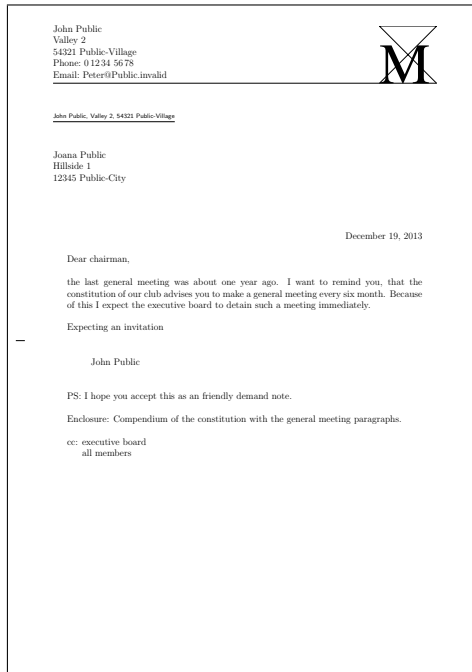 John Public
Valley 2
54321 Public-Village
Phone: 0 12 34 56 78
Email: Peter@Public.invalid
M
John Public, Valley 2, 54321 Public-Village
Joana Public
Hillside 1
12345 Public-City
December 19, 2013
Dear chairman,
the last general meeting was about one year ago. I want to remind you, that the
constitution of our club advises you to make a general meeting every six month. Because
of this I expect the executive board to detain such a meeting immediately.
Expecting an invitation
John Public
PS: I hope you accept this as an friendly demand note.
Enclosure: Compendium of the constitution with the general meeting paragraphs.
cc: executive board
all members